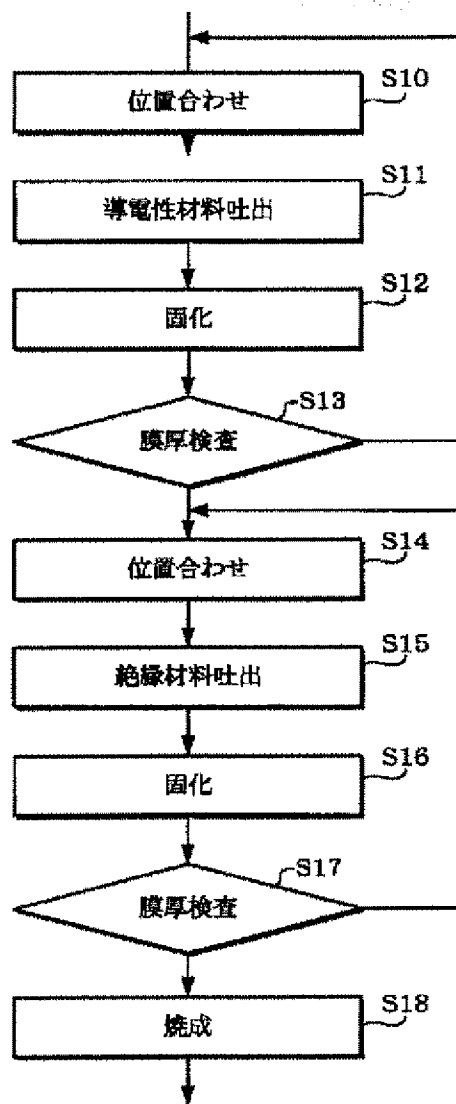 S10
位置合わせ
S11
導電性材料吐出
S12
固化
S13
膜厚検査
S14
位置合わせ
S15
絶縁材料吐出
S16
固化
S17
膜厚検査
S18
焼成